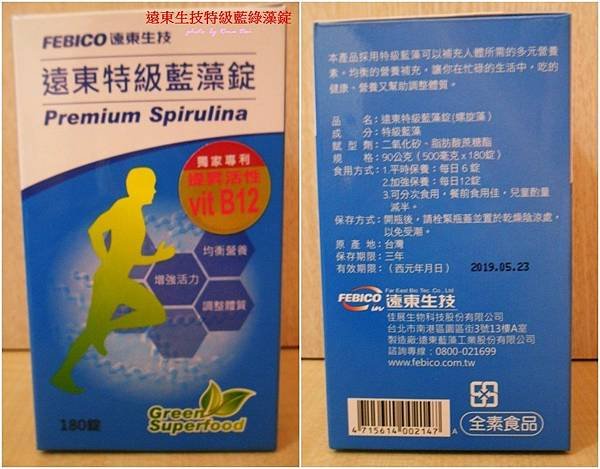 遠東生技特級藍綠藻錠
FEBICO 遠東生技
遠東特級藍藻錠
Premium Spirulina
獨家專利
提昇活性
vit B12
均衡營養
增強活力
調整體質
Green
Superfood
180錠
本產品採用特級藍藻可以補充人體所需的多元營養
素。均衡的營養補充，讓你在忙碌的生活中，吃的
健康、營養又幫助調整體質。
品名：遠東特級藍藻錠(螺旋藻)
成分：特級藍藻
賦型劑：二氧化矽、脂肪酸蔗糖酯
規格：90公克(500毫克x180錠)
食用方式：1.平時保養：每日6錠
2.加強保養：每日12錠
3.可分次食用，餐前食用佳，兒童酌量
減半。
保存方式：開瓶後，請栓緊瓶蓋並置於乾燥陰涼處，
以免受潮。
原產地：台灣
保存期限：三年
有效期限：(西元年月日) 2019.05.23
Far East Bio Tec. Co., Ltd
FEBICO 遠東生技
佳展生物科技股份有限公司
台北市南港區園區街3號13樓A室
製造廠:遠東藍藻工業股份有限公司
諮詢專線：0800-021699
www.febico.com.tw
4 715614 002147 A
全素食品